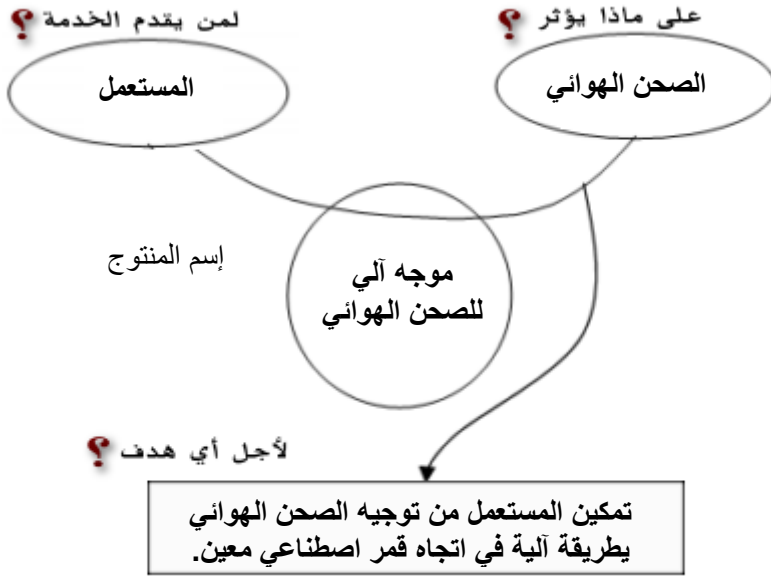 على ماذا يؤثر ؟
لمن يقدم الخدمة ؟
الصحن الهوائي
المستعمل
إسم المنتوج
موجه آلي
للصحن الهوائي
لأجل أي هدف ؟
تمكين المستعمل من توجيه الصحن الهوائي
يطريقة آلية في اتجاه قمر اصطناعي معين.